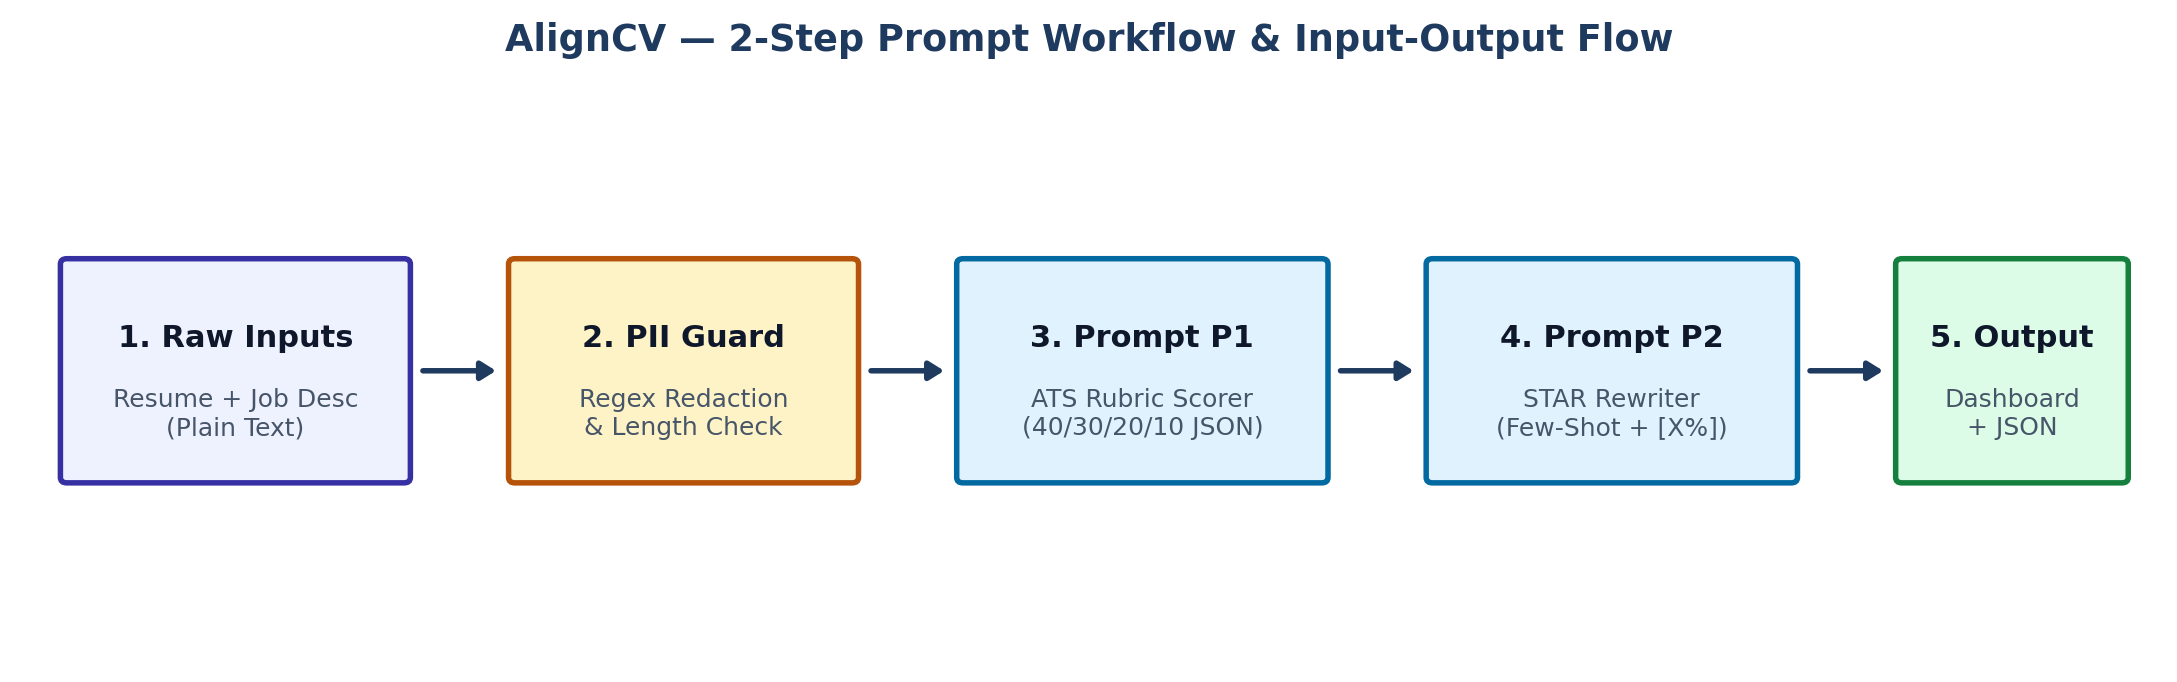 AlignCV — 2-Step Prompt Workflow & Input-Output Flow
1. Raw Inputs
Resume + Job Desc
(Plain Text)
2. PII Guard
Regex Redaction
& Length Check
3. Prompt P1
ATS Rubric Scorer
(40/30/20/10 JSON)
4. Prompt P2
STAR Rewriter
(Few-Shot + [X%])
5. Output
Dashboard
+ JSON